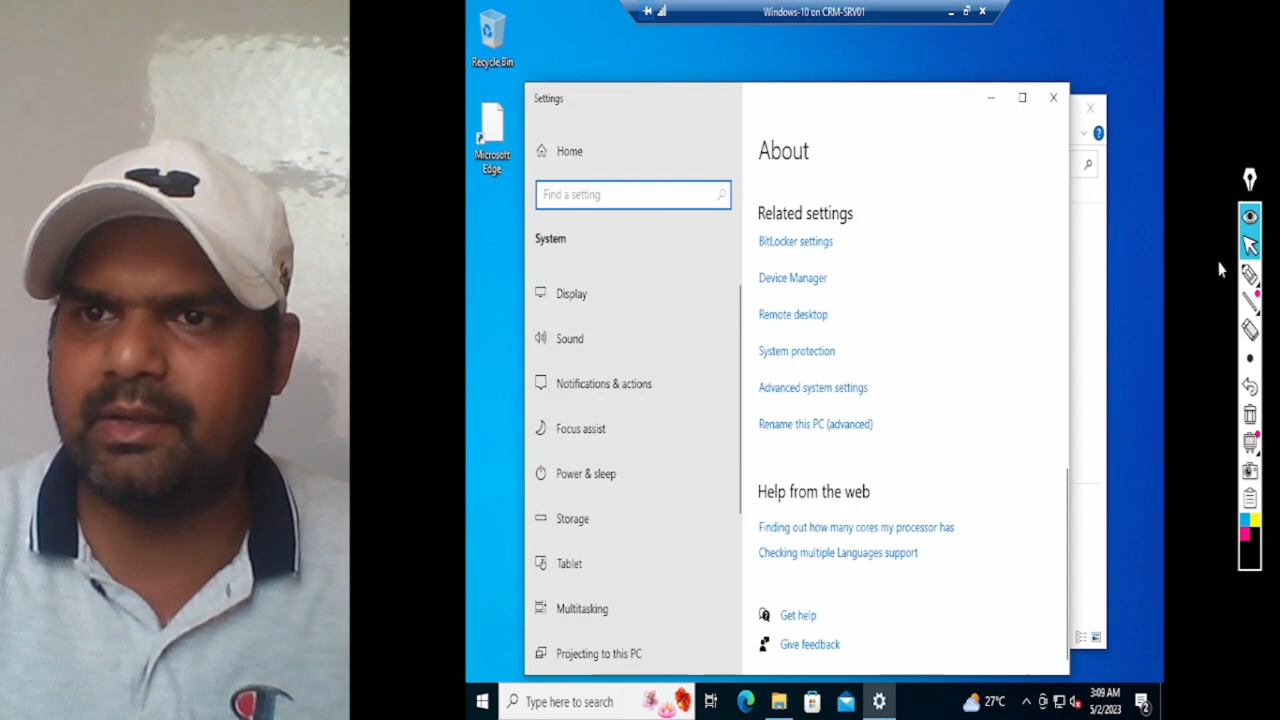 Windows-10 on CRM-SRV01
Recycle Bin
Microsoft
Edge
Settings
Home
Find a setting
System
Display
Sound
Notifications & actions
Focus assist
Power & sleep
Storage
Tablet
Multitasking
Projecting to this PC
About
Related settings
BitLocker settings
Device Manager
Remote desktop
System protection
Advanced system settings
Rename this PC (advanced)
Help from the web
Finding out how many cores my processor has
Checking multiple Languages support
Get help
Give feedback
Type here to search
27°C
3:09 AM
5/2/2023
2